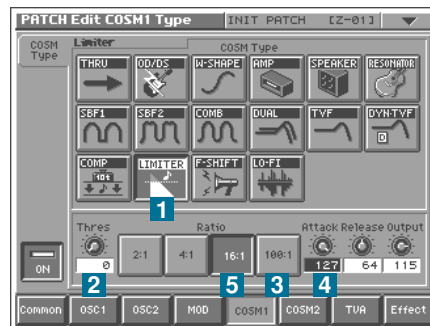 PATCH Edit COSM1 Type INIT PATCH [Z-01]
COSM Type
Limiter COSM Type
THRU OD/DS W-SHAPE AMP SPEAKER RESONATOR
SBF1 SBF2 COMB DUAL TVF DYN-TVF
D
COMP LIMITER F-SHIFT LO-FI
10t
1
Thres Ratio Attack Release Output
2:1 4:1 16:1 100:1
ON 0 127 64 115
2 5 3 4
Common OSC1 OSC2 MOD COSM1 COSM2 TVA Effect